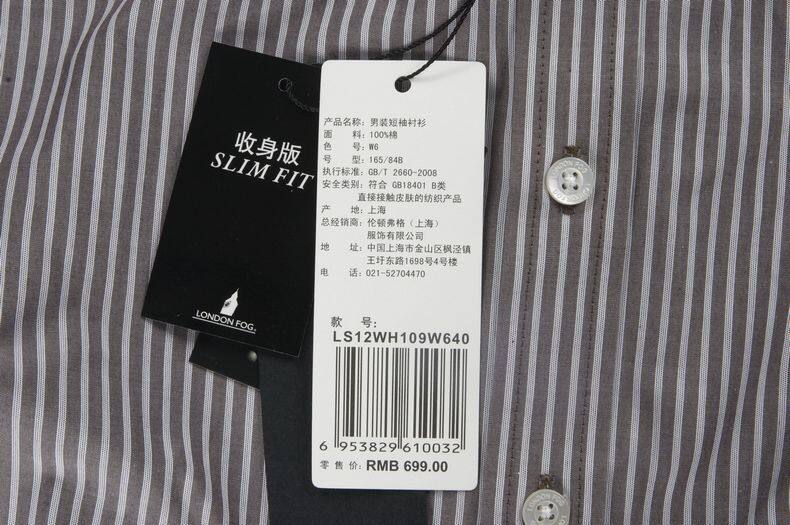 收身版
SLIM FIT
LONDON FOG
产品名称：男装短袖衬衫
面 料：100%棉
色 号：W6
号 型：165/84B
执行标准：GB/T 2660-2008
安全类别：符合 GB18401 B类
直接接触皮肤的纺织产品
产 地：上海
总经销商：伦顿弗格（上海）
服饰有限公司
地 址：中国上海市金山区枫泾镇
王圩东路1698号4号楼
电 话：021-52704470
款 号：
LS12WH109W640
6 953829 610032
零售价：RMB 699.00